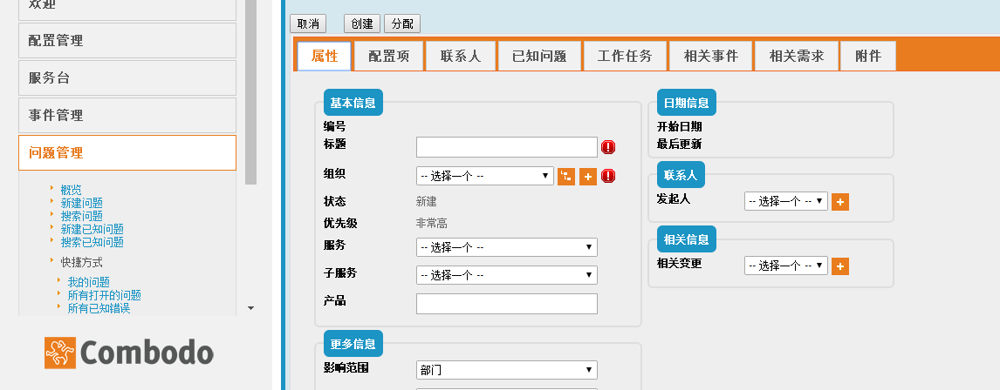 欢迎
配置管理
服务台
事件管理
问题管理
概览
新建问题
搜索问题
新建已知问题
搜索已知问题
快捷方式
我的问题
所有打开的问题
所有已知错误
Combodo
取消 创建 分配
属性 配置项 联系人 已知问题 工作任务 相关事件 相关需求 附件
基本信息
编号
标题
组织 -- 选择一个 --
状态 新建
优先级 非常高
服务 -- 选择一个 --
子服务 -- 选择一个 --
产品
更多信息
影响范围 部门
日期信息
开始日期
最后更新
联系人
发起人 -- 选择一个 --
相关信息
相关变更 -- 选择一个 --